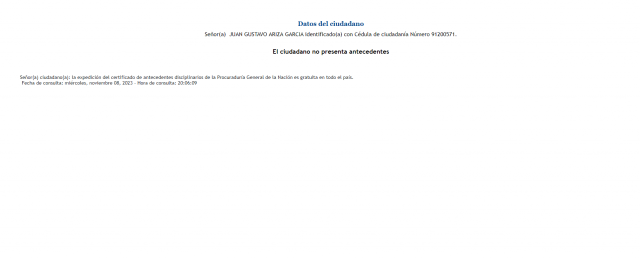 Datos del ciudadano
Señor(a) JUAN GUSTAVO ARIZA GARCIA identificado(a) con Cédula de ciudadanía Número 91200571.
El ciudadano no presenta antecedentes
Señor(a) ciudadano(a): la expedición del certificado de antecedentes disciplinarios de la Procuraduría General de la Nación es gratuita en todo el país.
Fecha de consulta: miércoles, noviembre 08, 2023 - Hora de consulta: 20:06:09